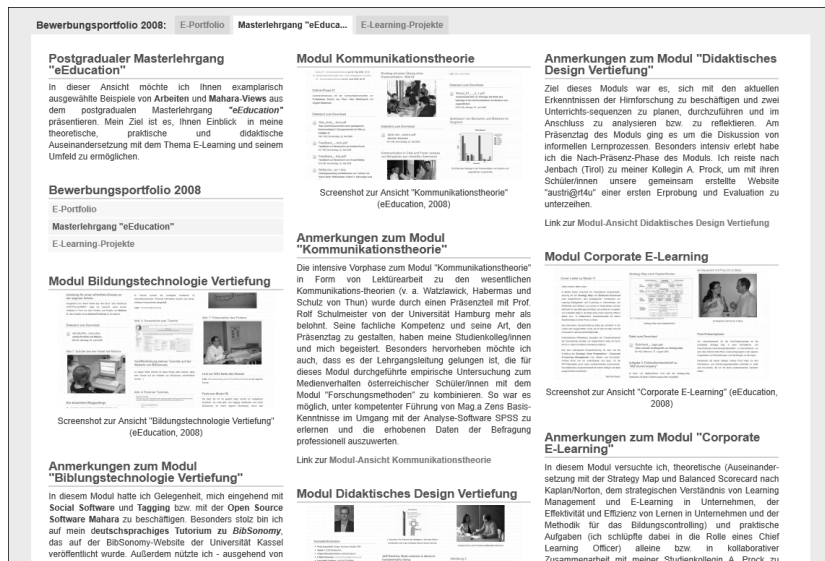 Bewerbungsportfolio 2008: E-Portfolio Masterlehrgang "eEduca... E-Learning-Projekte
Postgradualer Masterlehrgang
"eEducation"
In dieser Ansicht möchte ich Ihnen examplarisch
ausgewählte Beispiele von Arbeiten und Mahara-Views aus
dem postgradualen Masterlehrgang "eEducation"
präsentieren. Mein Ziel ist es, Ihnen Einblick in meine
theoretische, praktische und didaktische
Auseinandersetzung mit dem Thema E-Learning und seinem
Umfeld zu ermöglichen.
Bewerbungsportfolio 2008
E-Portfolio
Masterlehrgang "eEducation"
E-Learning-Projekte
Modul Bildungstechnologie Vertiefung
Screenshot zur Ansicht "Bildungstechnologie Vertiefung"
(eEducation, 2008)
Anmerkungen zum Modul
"Biblungstechnologie Vertiefung"
In diesem Modul hatte ich Gelegenheit, mich eingehend mit
Social Software und Tagging bzw. mit der Open Source
Software Mahara zu beschäftigen. Besonders stolz bin ich
auf mein deutschsprachiges Tutorium zu BibSonomy,
das auf der BibSonomy-Website der Universität Kassel
veröffentlicht wurde. Außerdem nützte ich - ausgehend von
Modul Kommunikationstheorie
Screenshot zur Ansicht "Kommunikationstheorie"
(eEducation, 2008)
Anmerkungen zum Modul
"Kommunikationstheorie"
Die intensive Vorphase zum Modul "Kommunikationstheorie"
in Form von Lektürearbeit zu den wesentlichen
Kommunikations-theorien (v. a. Watzlawick, Habermas und
Schulz von Thun) wurde durch einen Präsenzteil mit Prof.
Rolf Schulmeister von der Universität Hamburg mehr als
belohnt. Seine fachliche Kompetenz und seine Art, den
Präsenztag zu gestalten, haben meine Studienkolleg/innen
und mich begeistert. Besonders hervorheben möchte ich
auch, dass es der Lehrgangsleitung gelungen ist, die für
dieses Modul durchgeführte empirische Untersuchung zum
Medienverhalten österreichischer Schüler/innen mit dem
Modul "Forschungsmethoden" zu kombinieren. So war es
möglich, unter kompetenter Führung von Mag.a Zens Basis-
Kenntnisse im Umgang mit der Analyse-Software SPSS zu
erlernen und die erhobenen Daten der Befragung
professionell auszuwerten.
Link zur Modul-Ansicht Kommunikationstheorie
Modul Didaktisches Design Vertiefung
Anmerkungen zum Modul "Didaktisches
Design Vertiefung"
Ziel dieses Moduls war es, sich mit den aktuellen
Erkenntnissen der Hirnforschung zu beschäftigen und zwei
Unterrichts-sequenzen zu planen, durchzuführen und im
Anschluss zu analysieren bzw. zu reflektieren. Am
Präsenztag des Moduls ging es um die Diskussion von
informellen Lernprozessen. Besonders intensiv erlebt habe
ich die Nach-Präsenz-Phase des Moduls. Ich reiste nach
Jenbach (Tirol) zu meiner Kollegin A. Prock, um mit ihren
Schüler/innen unsere gemeinsam erstellte Website
"austri@rt4u" einer ersten Erprobung und Evaluation zu
unterzeihen.
Link zur Modul-Ansicht Didaktisches Design Vertiefung
Modul Corporate E-Learning
Screenshot zur Ansicht "Corporate E-Learning" (eEducation,
2008)
Anmerkungen zum Modul "Corporate
E-Learning"
In diesem Modul versuchte ich, theoretische (Auseinander-
setzung mit der Strategy Map und Balanced Scorecard nach
Kaplan/Norton, dem strategischen Verständnis von Learning
Management und E-Learning in Unternehmen, der
Effektivität und Effizienz von Lernen in Unternehmen und der
Methodik für das Bildungscontrolling) und praktische
Aufgaben (ich schlüpfte dabei in die Rolle eines Chief
Learning Officer) alleine bzw. in kollaborativer
Zusammenarbeit mit meiner Studienkollegin A. Prock zu